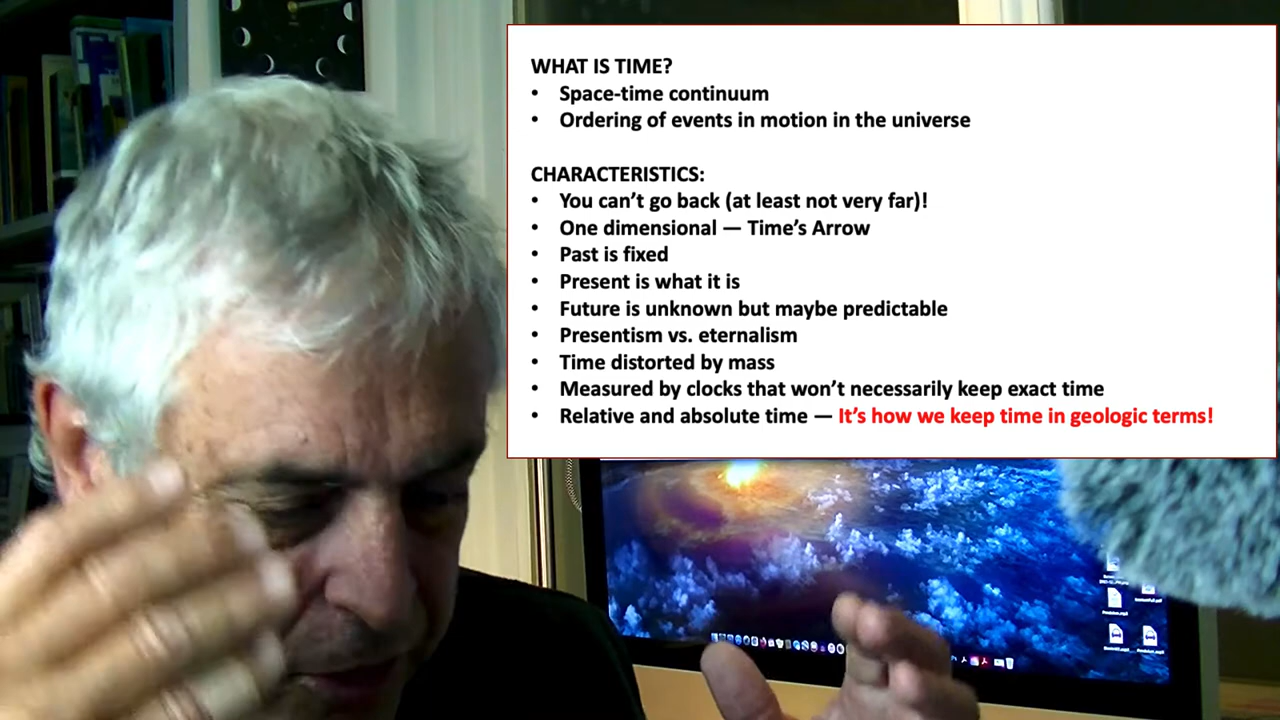 WHAT IS TIME?
• Space-time continuum
• Ordering of events in motion in the universe
CHARACTERISTICS:
• You can’t go back (at least not very far)!
• One dimensional — Time’s Arrow
• Past is fixed
• Present is what it is
• Future is unknown but maybe predictable
• Presentism vs. eternalism
• Time distorted by mass
• Measured by clocks that won’t necessarily keep exact time
• Relative and absolute time — It’s how we keep time in geologic terms!